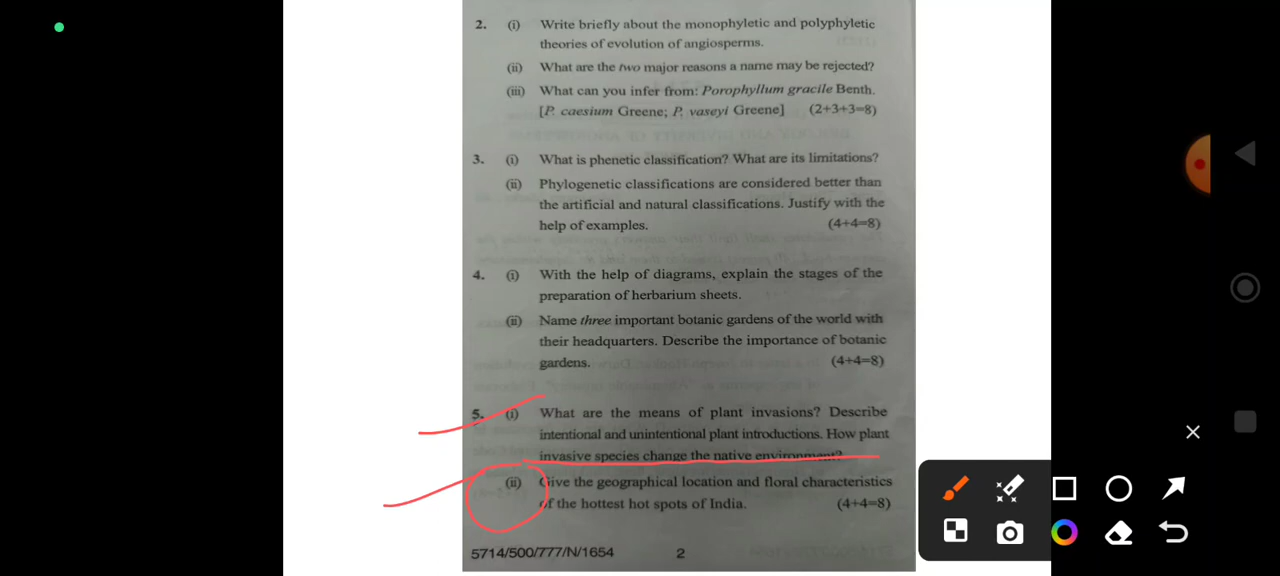 2. (i) Write briefly about the monophyletic and polyphyletic
theories of evolution of angiosperms.
(ii) What are the two major reasons a name may be rejected?
(iii) What can you infer from: Porophyllum gracile Benth.
[P. caesium Greene; P. vaseyi Greene] (2+3+3=8)
3. (i) What is phenetic classification? What are its limitations?
(ii) Phylogenetic classifications are considered better than
the artificial and natural classifications. Justify with the
help of examples. (4+4=8)
4. (i) With the help of diagrams, explain the stages of the
preparation of herbarium sheets.
(ii) Name three important botanic gardens of the world with
their headquarters. Describe the importance of botanic
gardens. (4+4=8)
5. (i) What are the means of plant invasions? Describe
intentional and unintentional plant introductions. How plant
invasive species change the native environment?
(ii) Give the geographical location and floral characteristics
of the hottest hot spots of India. (4+4=8)
5714/500/777/N/1654 2